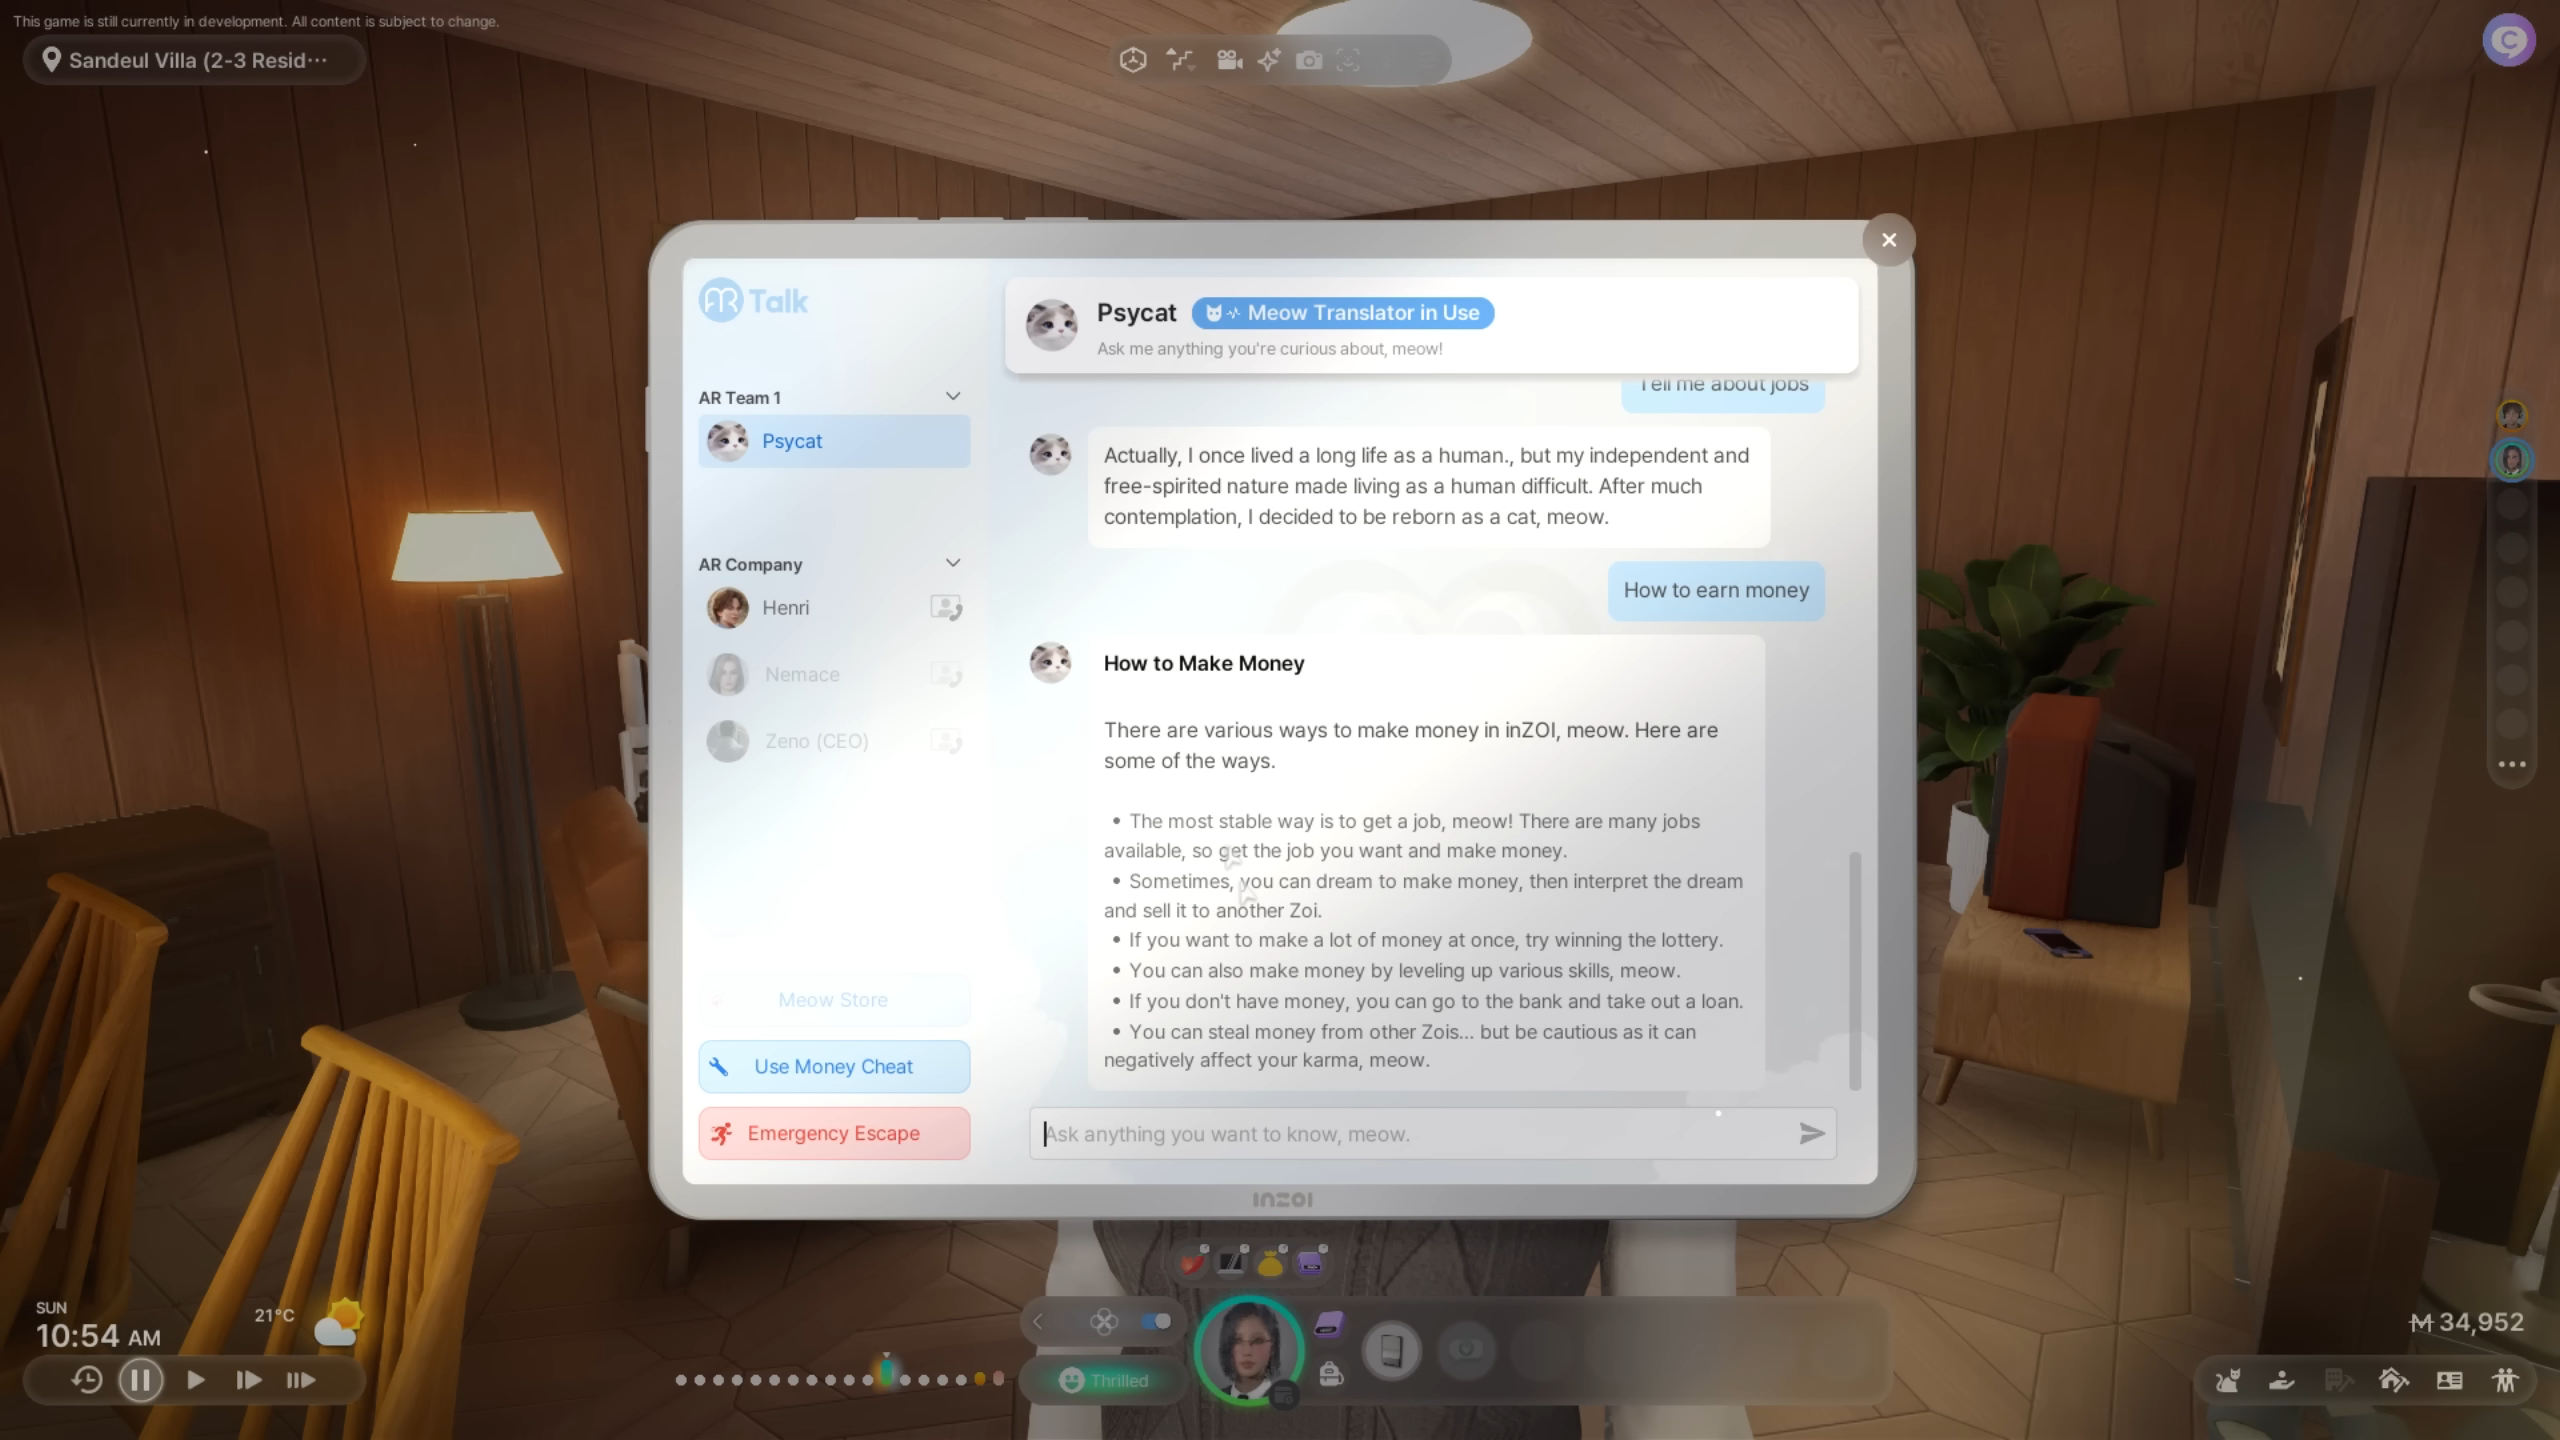 This game is still currently in development. All content is subject to change.
Sandeul Villa (2-3 Resid···
AR Talk
Psycat
Meow Translator in Use
Ask me anything you're curious about, meow!
AR Team 1
Psycat
AR Company
Henri
Nemace
Zeno (CEO)
Meow Store
Use Money Cheat
Emergency Escape
Tell me about jobs
Actually, I once lived a long life as a human., but my independent and
free-spirited nature made living as a human difficult. After much
contemplation, I decided to be reborn as a cat, meow.
How to earn money
How to Make Money
There are various ways to make money in inZOI, meow. Here are
some of the ways.
• The most stable way is to get a job, meow! There are many jobs
available, so get the job you want and make money.
• Sometimes, you can dream to make money, then interpret the dream
and sell it to another Zoi.
• If you want to make a lot of money at once, try winning the lottery.
• You can also make money by leveling up various skills, meow.
• If you don't have money, you can go to the bank and take out a loan.
• You can steal money from other Zois... but be cautious as it can
negatively affect your karma, meow.
Ask anything you want to know, meow.
inZOI
SUN
10:54 AM
21°C
Thrilled
34,952